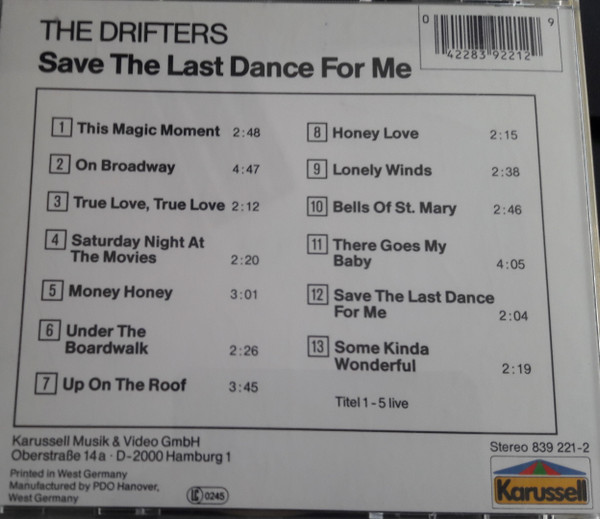 THE DRIFTERS
Save The Last Dance For Me
0 42283 92212 9
1 This Magic Moment 2:48
2 On Broadway 4:47
3 True Love, True Love 2:12
4 Saturday Night At
The Movies 2:20
5 Money Honey 3:01
6 Under The
Boardwalk 2:26
7 Up On The Roof 3:45
8 Honey Love 2:15
9 Lonely Winds 2:38
10 Bells Of St. Mary 2:46
11 There Goes My
Baby 4:05
12 Save The Last Dance
For Me 2:04
13 Some Kinda
Wonderful 2:19
Titel 1-5 live
Karussell Musik & Video GmbH
Oberstraße 14a · D-2000 Hamburg 1
Printed in West Germany
Manufactured by PDO Hanover,
West Germany
LC 0245
Stereo 839 221-2
Karussell